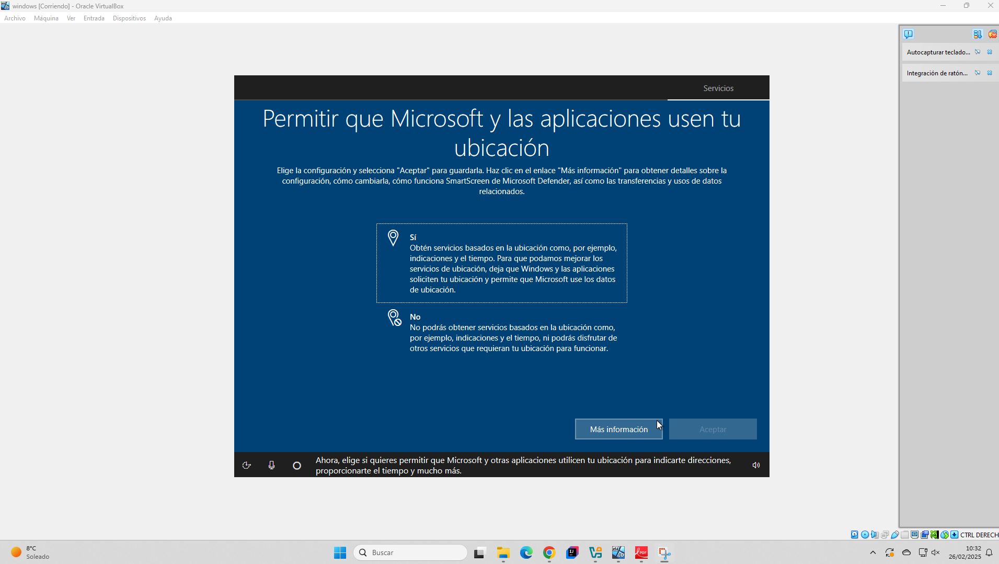 windows [Corriendo] - Oracle VirtualBox
Archivo Máquina Ver Entrada Dispositivos Ayuda
Autocapturar teclado...
Integración de ratón...
Servicios
Permitir que Microsoft y las aplicaciones usen tu
ubicación
Elige la configuración y selecciona "Aceptar" para guardarla. Haz clic en el enlace "Más información" para obtener detalles sobre la
configuración, cómo cambiarla, cómo funciona SmartScreen de Microsoft Defender, así como las transferencias y usos de datos
relacionados.
Sí
Obtén servicios basados en la ubicación como, por ejemplo,
indicaciones y el tiempo. Para que podamos mejorar los
servicios de ubicación, deja que Windows y las aplicaciones
soliciten tu ubicación y permite que Microsoft use los datos
de ubicación.
No
No podrás obtener servicios basados en la ubicación como,
por ejemplo, indicaciones y el tiempo, ni podrás disfrutar de
otros servicios que requieran tu ubicación para funcionar.
Más información Aceptar
Ahora, elige si quieres permitir que Microsoft y otras aplicaciones utilicen tu ubicación para indicarte direcciones,
proporcionarte el tiempo y mucho más.
CTRL DERECH
8°C
Soleado
Buscar
10:32
26/02/2025